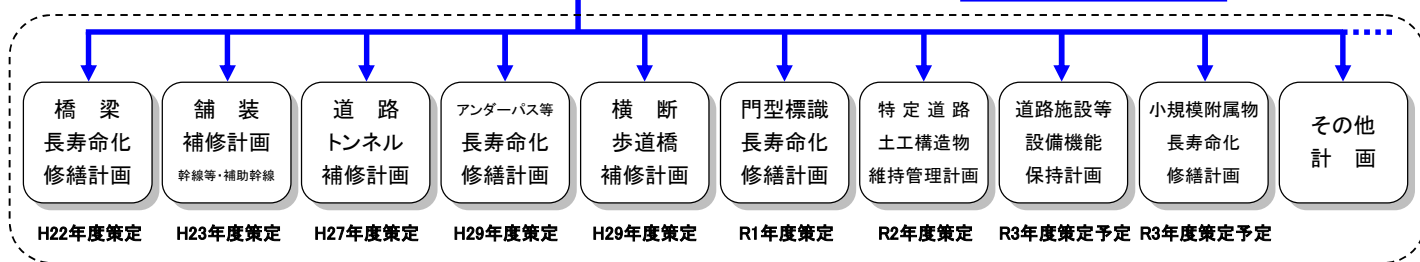 橋 梁
長寿命化
修繕計画
H22年度策定
舗 装
補修計画
幹線等・補助幹線
H23年度策定
道 路
トンネル
補修計画
H27年度策定
アンダーパス等
長寿命化
修繕計画
H29年度策定
横 断
歩道橋
補修計画
H29年度策定
門型標識
長寿命化
修繕計画
R1年度策定
特定道路
土工構造物
維持管理計画
R2年度策定
道路施設等
設備機能
保持計画
R3年度策定予定
小規模附属物
長寿命化
修繕計画
R3年度策定予定
その他
計 画